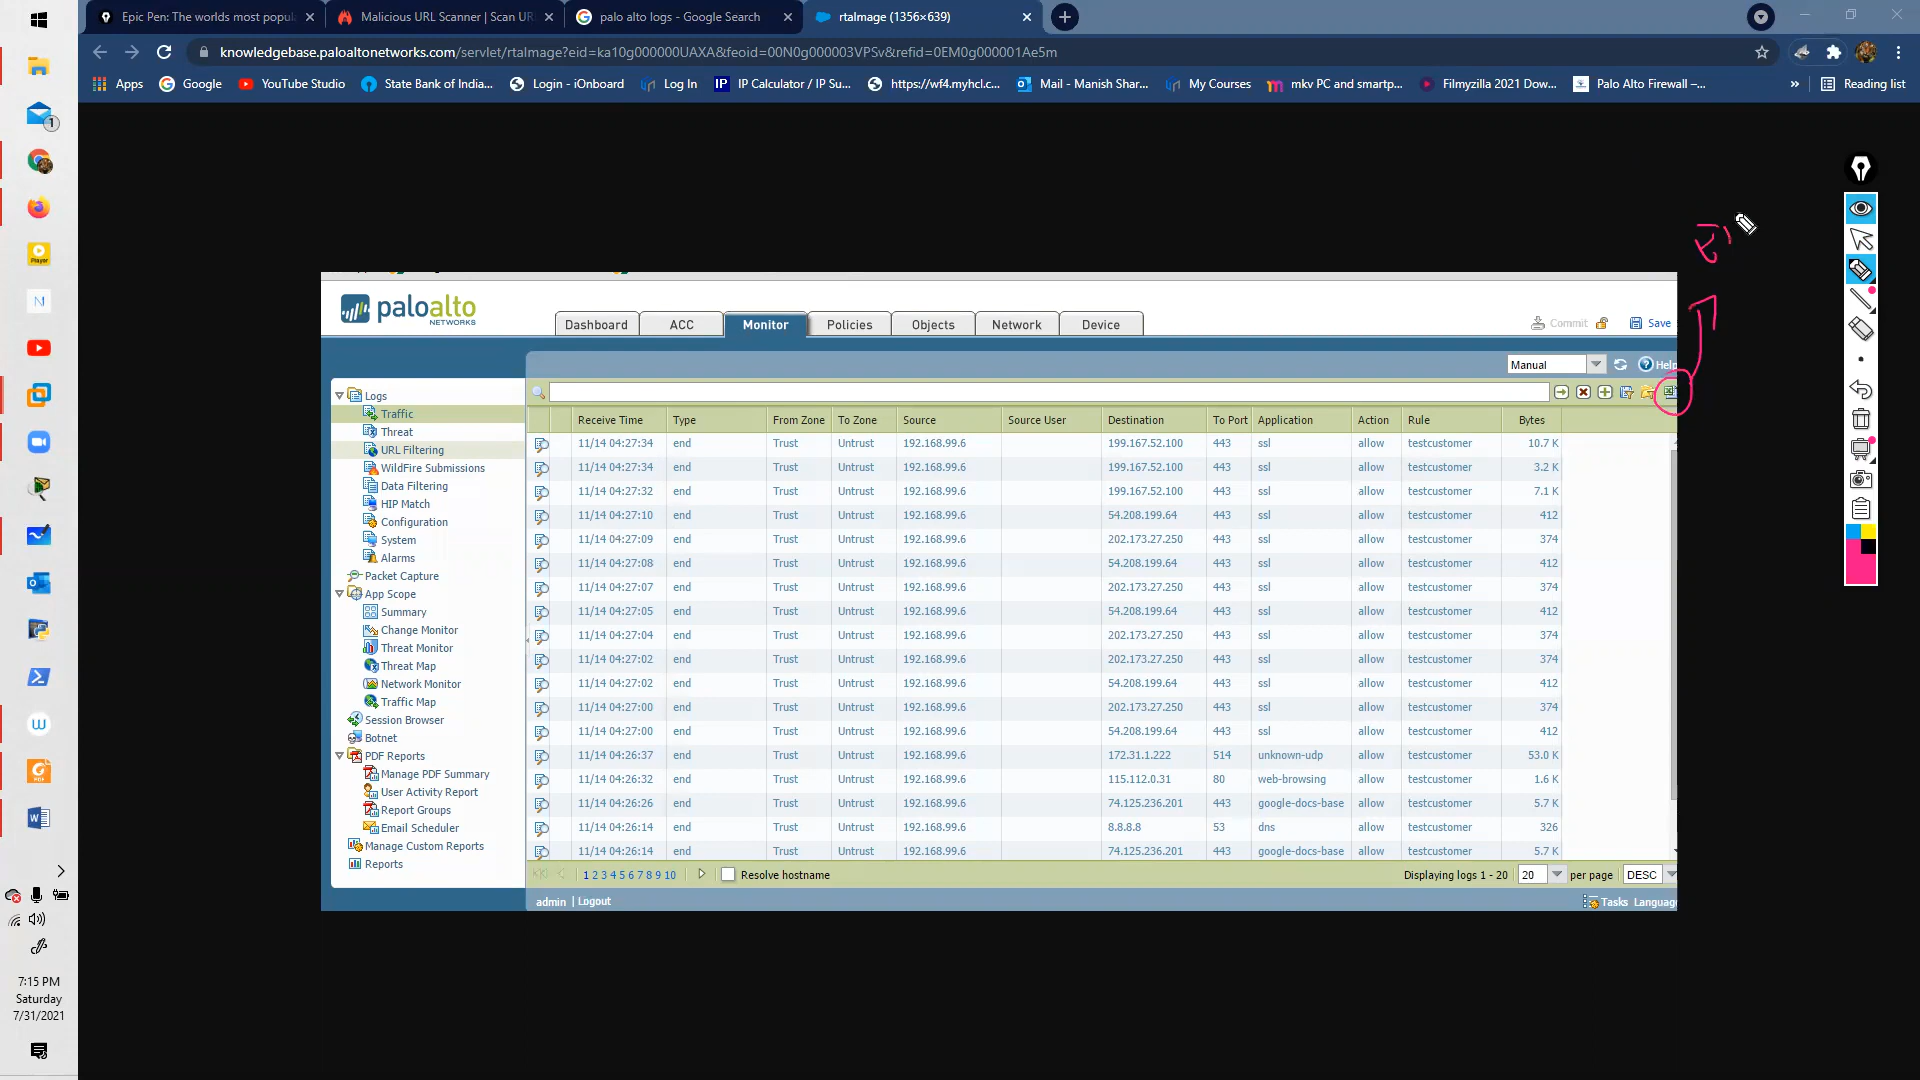 Epic Pen: The worlds most popul
Malicious URL Scanner | Scan UR
palo alto logs - Google Search
rtaImage (1356×639)
knowledgebase.paloaltonetworks.com/servlet/rtaImage?eid=ka10g000000UAXA&feoid=00N0g000003VPSv&refid=0EM0g000001Ae5m
Apps Google YouTube Studio State Bank of India... Login - iOnboard Log In IP IP Calculator / IP Su... https://wf4.myhcl.c... Mail - Manish Shar... My Courses mkv PC and smartp... Filmyzilla 2021 Dow... Palo Alto Firewall –... » Reading list
paloalto
NETWORKS
Dashboard ACC Monitor Policies Objects Network Device Commit Save
Manual Help
Logs
Traffic
Threat
URL Filtering
WildFire Submissions
Data Filtering
HIP Match
Configuration
System
Alarms
Packet Capture
App Scope
Summary
Change Monitor
Threat Monitor
Threat Map
Network Monitor
Traffic Map
Session Browser
Botnet
PDF Reports
Manage PDF Summary
User Activity Report
Report Groups
Email Scheduler
Manage Custom Reports
Reports
Receive Time Type From Zone To Zone Source Source User Destination To Port Application Action Rule Bytes
11/14 04:27:34 end Trust Untrust 192.168.99.6 199.167.52.100 443 ssl allow testcustomer 10.7 K
11/14 04:27:34 end Trust Untrust 192.168.99.6 199.167.52.100 443 ssl allow testcustomer 3.2 K
11/14 04:27:32 end Trust Untrust 192.168.99.6 199.167.52.100 443 ssl allow testcustomer 7.1 K
11/14 04:27:10 end Trust Untrust 192.168.99.6 54.208.199.64 443 ssl allow testcustomer 412
11/14 04:27:09 end Trust Untrust 192.168.99.6 202.173.27.250 443 ssl allow testcustomer 374
11/14 04:27:08 end Trust Untrust 192.168.99.6 54.208.199.64 443 ssl allow testcustomer 412
11/14 04:27:07 end Trust Untrust 192.168.99.6 202.173.27.250 443 ssl allow testcustomer 374
11/14 04:27:05 end Trust Untrust 192.168.99.6 54.208.199.64 443 ssl allow testcustomer 412
11/14 04:27:04 end Trust Untrust 192.168.99.6 202.173.27.250 443 ssl allow testcustomer 374
11/14 04:27:02 end Trust Untrust 192.168.99.6 202.173.27.250 443 ssl allow testcustomer 374
11/14 04:27:02 end Trust Untrust 192.168.99.6 54.208.199.64 443 ssl allow testcustomer 412
11/14 04:27:00 end Trust Untrust 192.168.99.6 202.173.27.250 443 ssl allow testcustomer 374
11/14 04:27:00 end Trust Untrust 192.168.99.6 54.208.199.64 443 ssl allow testcustomer 412
11/14 04:26:37 end Trust Untrust 192.168.99.6 172.31.1.222 514 unknown-udp allow testcustomer 53.0 K
11/14 04:26:32 end Trust Untrust 192.168.99.6 115.112.0.31 80 web-browsing allow testcustomer 1.6 K
11/14 04:26:26 end Trust Untrust 192.168.99.6 74.125.236.201 443 google-docs-base allow testcustomer 5.7 K
11/14 04:26:14 end Trust Untrust 192.168.99.6 8.8.8.8 53 dns allow testcustomer 326
11/14 04:26:14 end Trust Untrust 192.168.99.6 74.125.236.201 443 google-docs-base allow testcustomer 5.7 K
1 2 3 4 5 6 7 8 9 10 Resolve hostname Displaying logs 1 - 20 20 per page DESC
admin | Logout Tasks Language
7:15 PM
Saturday
7/31/2021